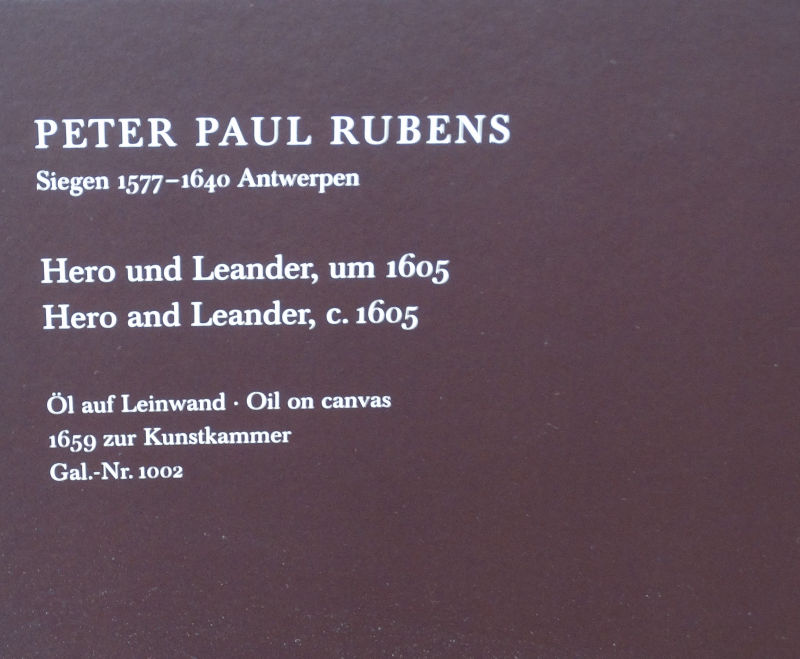 PETER PAUL RUBENS
Siegen 1577–1640 Antwerpen
Hero und Leander, um 1605
Hero and Leander, c. 1605
Öl auf Leinwand · Oil on canvas
1659 zur Kunstkammer
Gal.-Nr. 1002